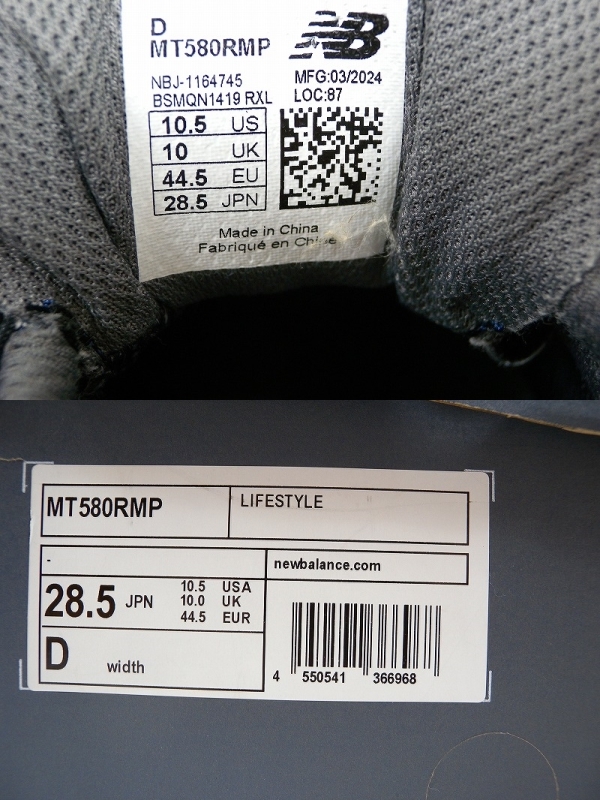 D
MT580RMP
NB
NBJ-1164745
MFG:03/2024
BSMQN1419 RXL
LOC:87
10.5 US
10 UK
44.5 EU
28.5 JPN
Made in China
Fabriqué en Chine
MT580RMP
LIFESTYLE
-
newbalance.com
28.5 JPN
10.5 USA
10.0 UK
44.5 EUR
D width
4 550541 366968